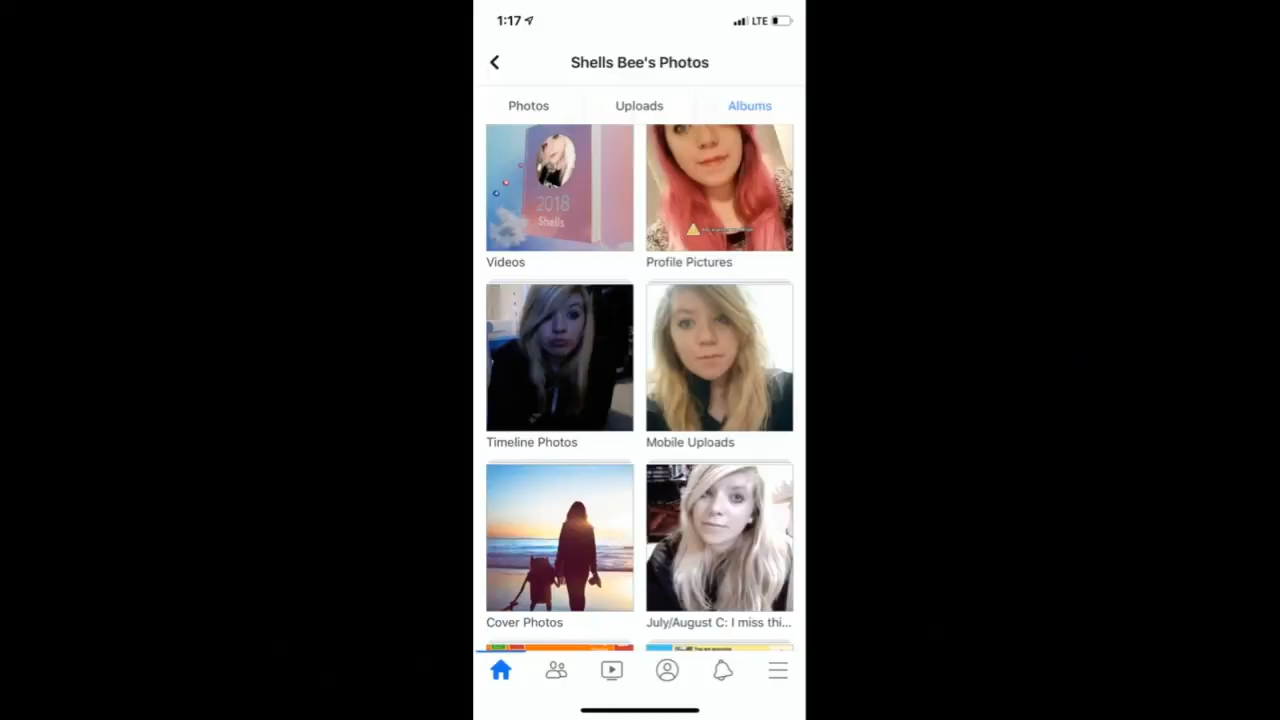 1:17
LTE
Shells Bee's Photos
Photos
Uploads
Albums
2018
Shells
Videos
Profile Pictures
Timeline Photos
Mobile Uploads
Cover Photos
July/August C: I miss thi...